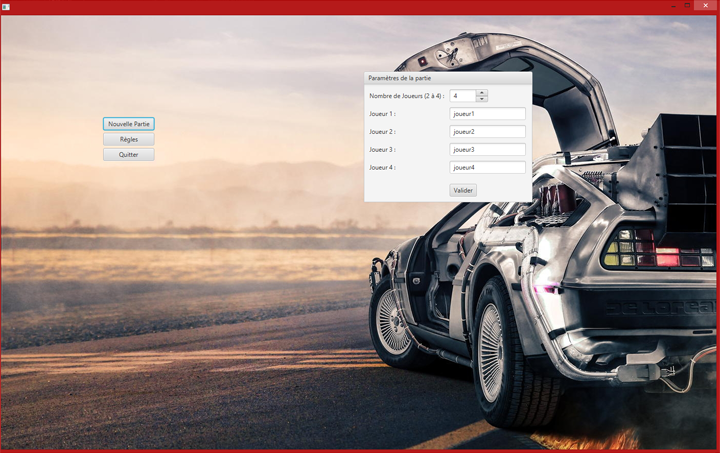 Nouvelle Partie
Règles
Quitter
Paramètres de la partie
Nombre de Joueurs (2 à 4) : 4
Joueur 1 : joueur1
Joueur 2 : joueur2
Joueur 3 : joueur3
Joueur 4 : joueur4
Valider